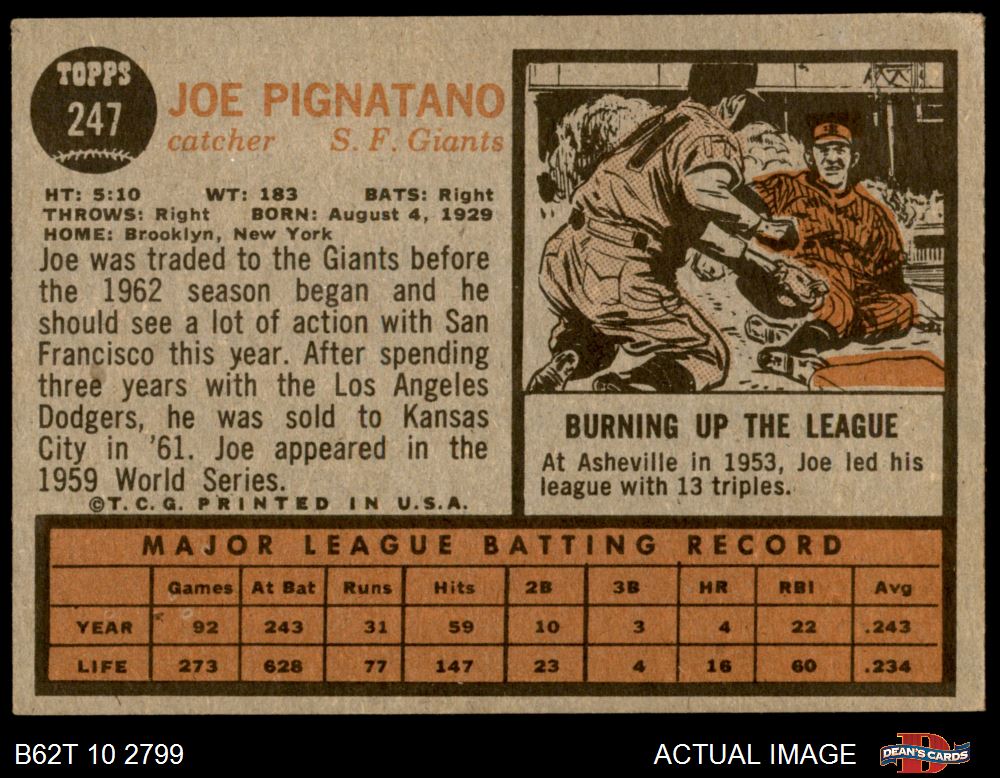 TOPPS
247
JOE PIGNATANO
catcher S. F. Giants
HT: 5:10 WT: 183 BATS: Right
THROWS: Right BORN: August 4, 1929
HOME: Brooklyn, New York
Joe was traded to the Giants before
the 1962 season began and he
should see a lot of action with San
Francisco this year. After spending
three years with the Los Angeles
Dodgers, he was sold to Kansas
City in '61. Joe appeared in the
1959 World Series.
©T.C.G. PRINTED IN U.S.A.
BURNING UP THE LEAGUE
At Asheville in 1953, Joe led his
league with 13 triples.
MAJOR LEAGUE BATTING RECORD
Games At Bat Runs Hits 2B 3B HR RBI Avg
YEAR 92 243 31 59 10 3 4 22 .243
LIFE 273 628 77 147 23 4 16 60 .234
B62T 10 2799
ACTUAL IMAGE
DEAN'S CARDS